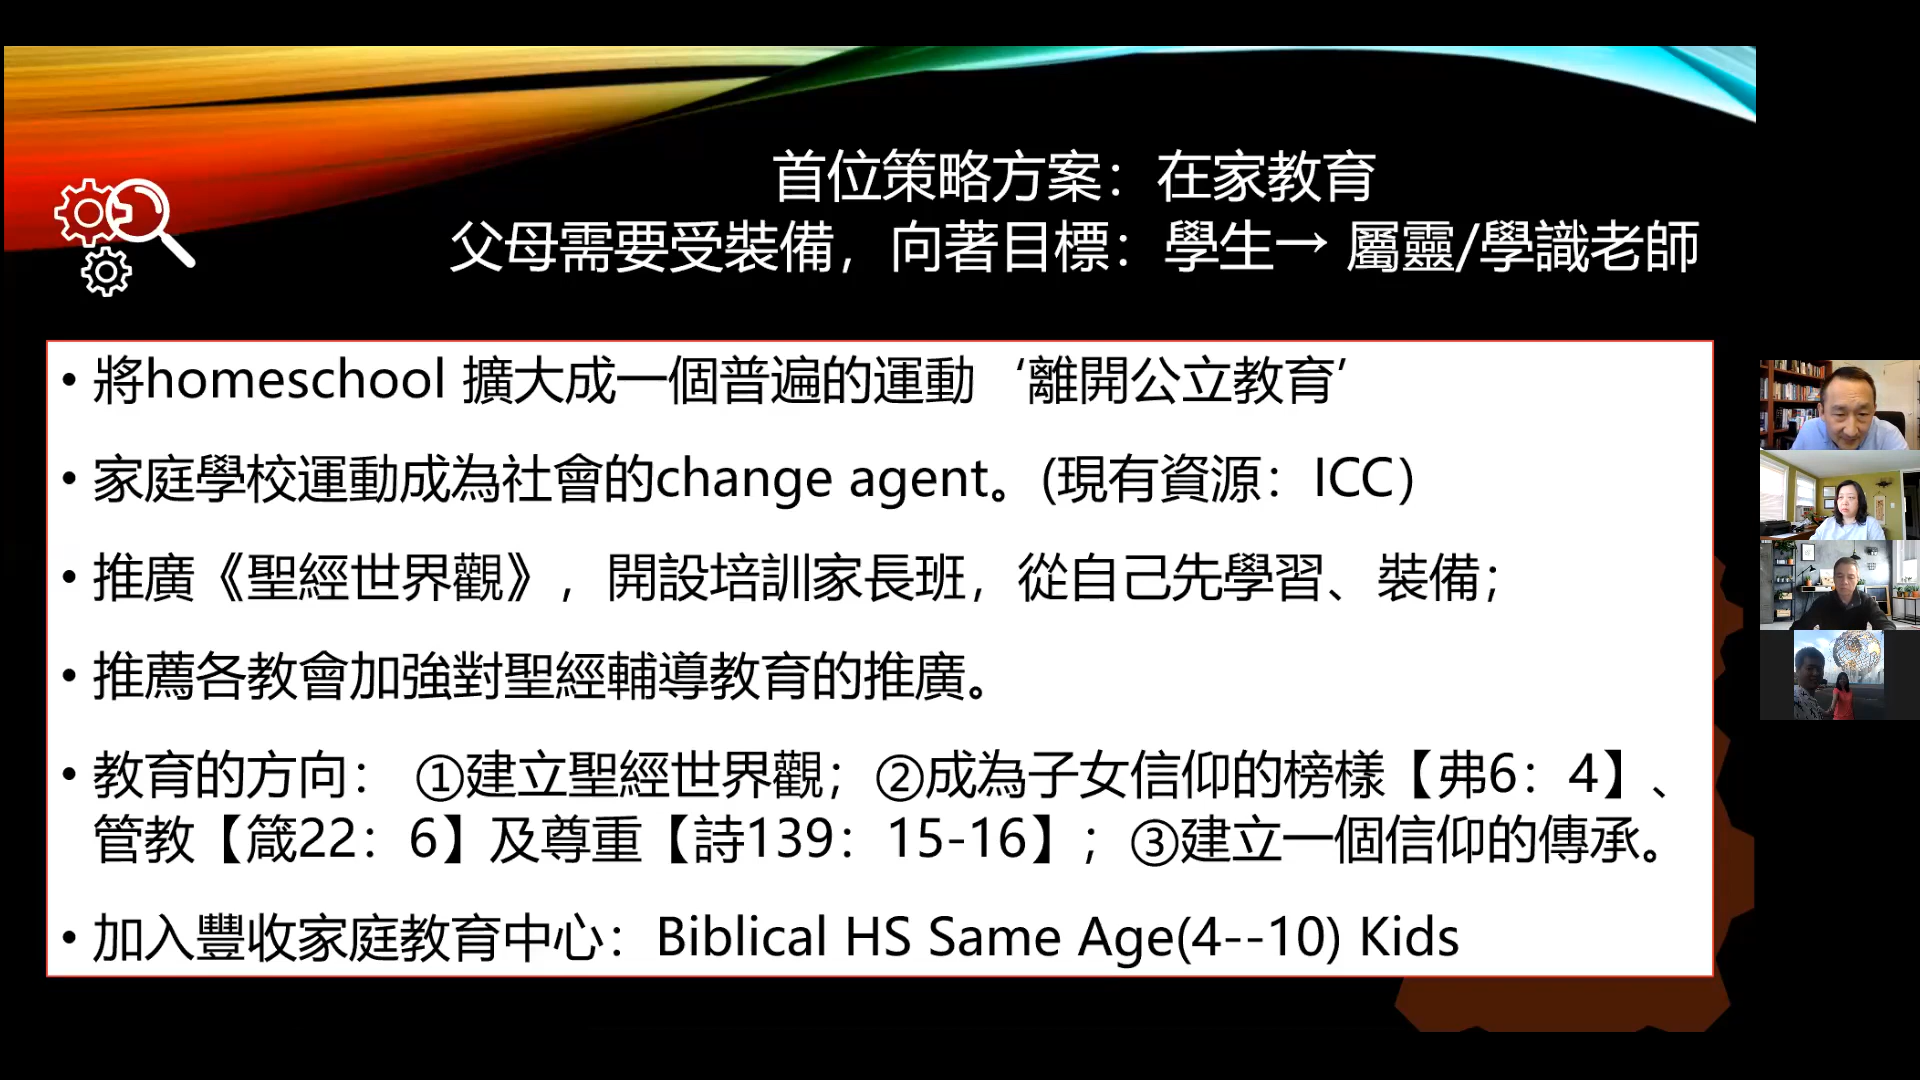 首位策略方案：在家教育
父母需要受裝備，向著目標：學生→ 屬靈/學識老師
• 將homeschool 擴大成一個普遍的運動 ‘離開公立教育’
• 家庭學校運動成為社會的change agent。(現有資源：ICC）
• 推廣《聖經世界觀》，開設培訓家長班，從自己先學習、裝備；
• 推薦各教會加強對聖經輔導教育的推廣。
• 教育的方向： ①建立聖經世界觀；②成為子女信仰的榜樣【弗6：4】、
管教【箴22：6】及尊重【詩139：15-16】；③建立一個信仰的傳承。
• 加入豐收家庭教育中心：Biblical HS Same Age(4--10) Kids